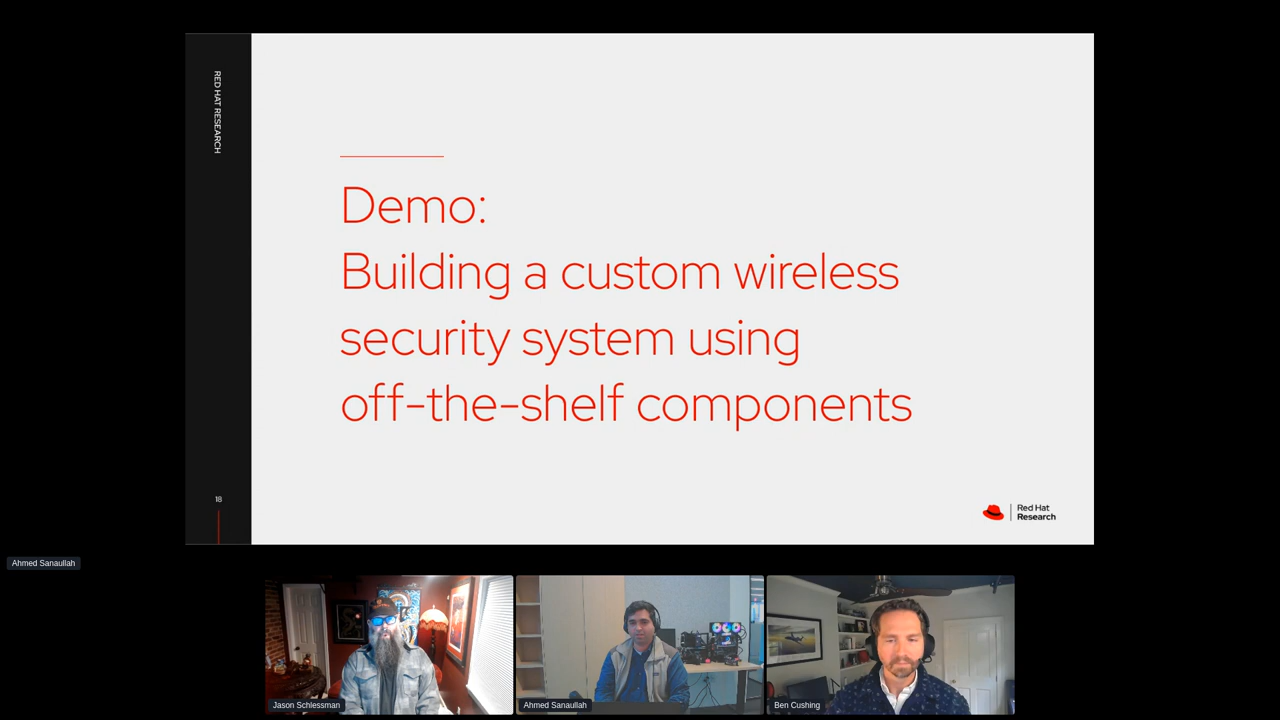 RED HAT RESEARCH
Demo:
Building a custom wireless
security system using
off-the-shelf components
18
Red Hat
Research
Ahmed Sanaullah
Jason Schlessman
Ahmed Sanaullah
Ben Cushing